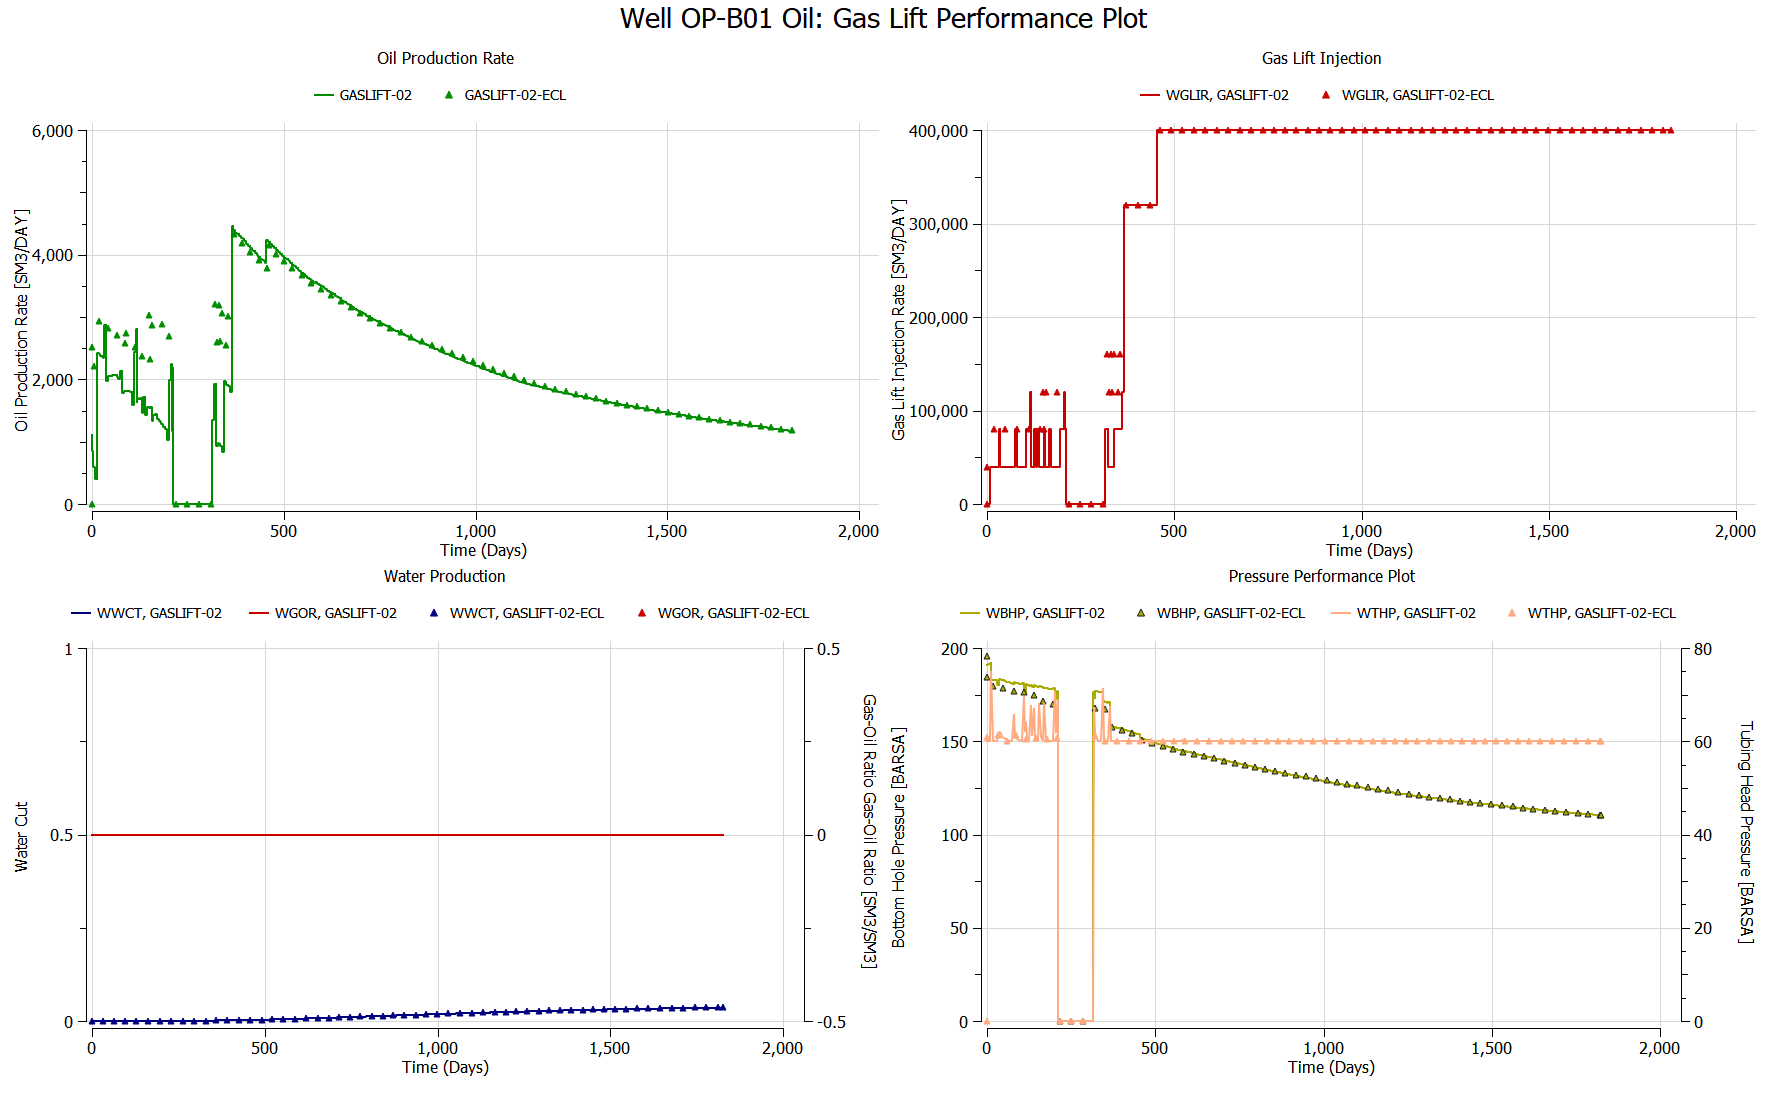 Well OP-B01 Oil: Gas Lift Performance Plot
Oil Production Rate
GASLIFT-02 GASLIFT-02-ECL
6,000
4,000
2,000
0
Oil Production Rate [SM3/DAY]
0 500 1,000 1,500 2,000
Time (Days)
Gas Lift Injection
WGLIR, GASLIFT-02 WGLIR, GASLIFT-02-ECL
400,000
300,000
200,000
100,000
0
Gas Lift Injection Rate [SM3/DAY]
0 500 1,000 1,500 2,000
Time (Days)
Water Production
WWCT, GASLIFT-02 WGOR, GASLIFT-02 WWCT, GASLIFT-02-ECL WGOR, GASLIFT-02-ECL
1
0.5
0
Water Cut
0.5
0
-0.5
Gas-Oil Ratio Gas-Oil Ratio [SM3/SM3]
0 500 1,000 1,500 2,000
Time (Days)
Pressure Performance Plot
WBHP, GASLIFT-02 WBHP, GASLIFT-02-ECL WTHP, GASLIFT-02 WTHP, GASLIFT-02-ECL
200
150
100
50
0
Bottom Hole Pressure [BARSA]
80
60
40
20
0
Tubing Head Pressure [BARSA]
0 500 1,000 1,500 2,000
Time (Days)